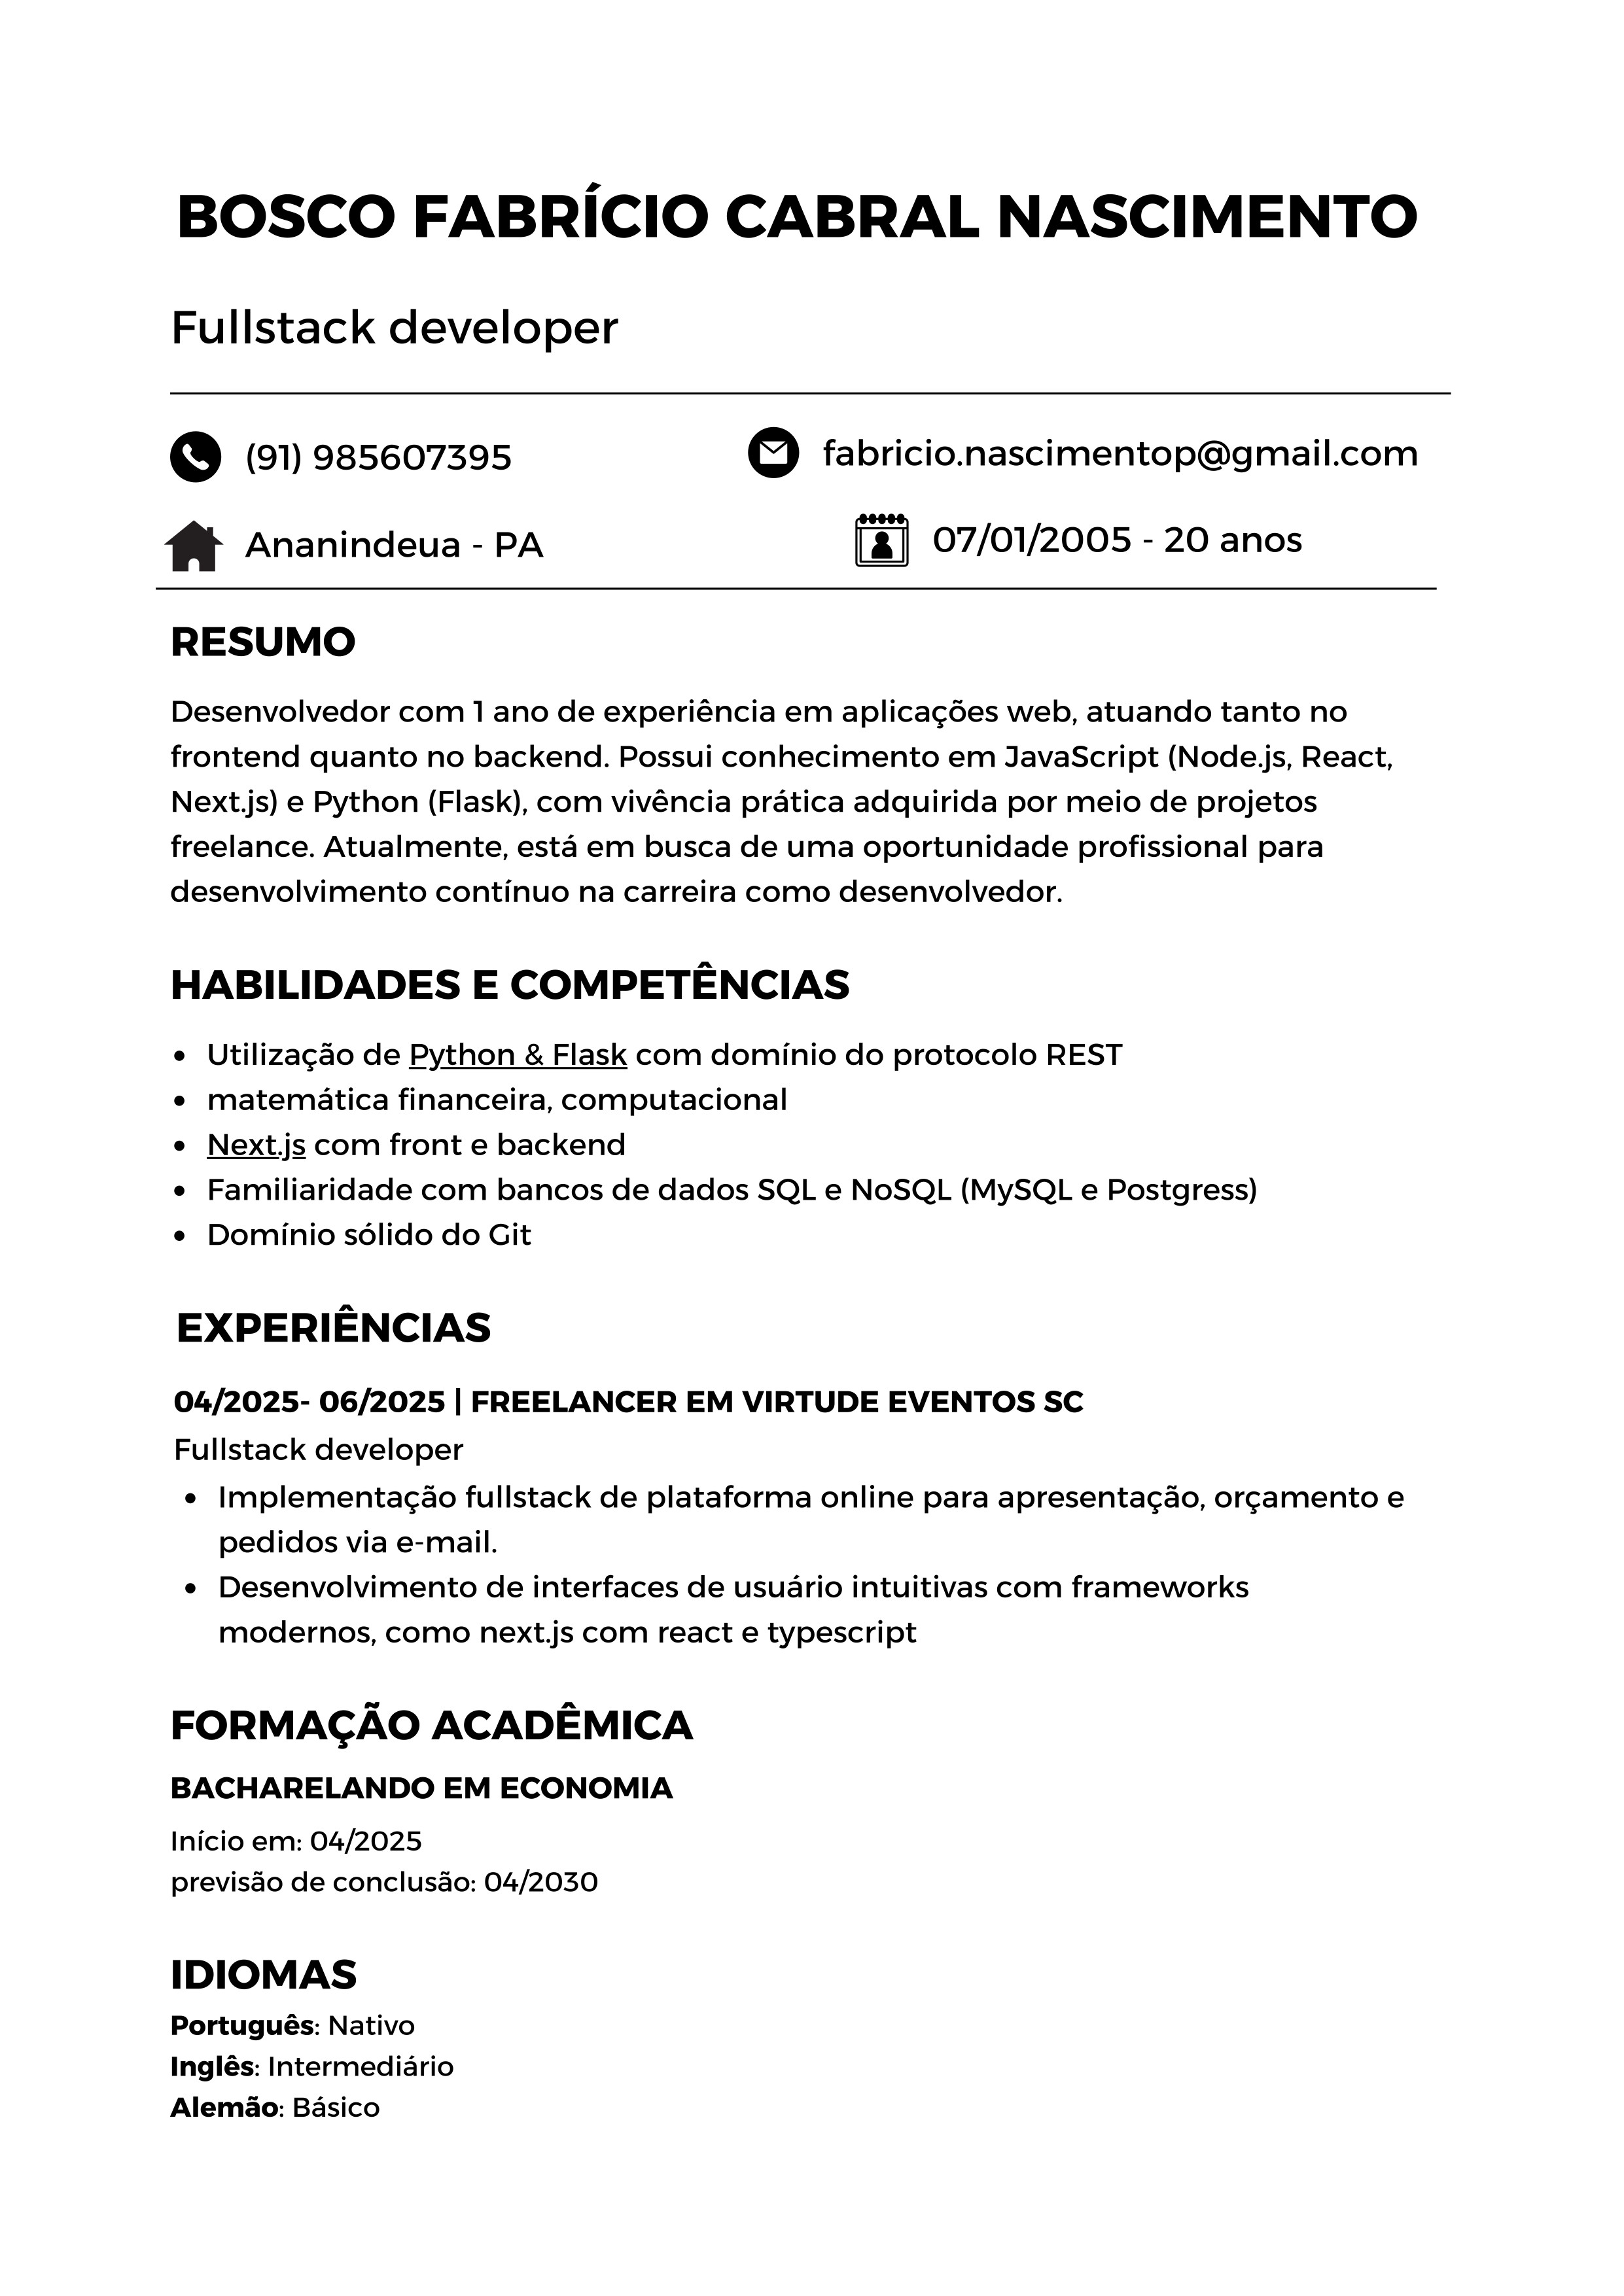 BOSCO FABRÍCIO CABRAL NASCIMENTO
Fullstack developer
(91) 985607395
fabricio.nascimentop@gmail.com
Ananindeua - PA
07/01/2005 - 20 anos
RESUMO
Desenvolvedor com 1 ano de experiência em aplicações web, atuando tanto no
frontend quanto no backend. Possui conhecimento em JavaScript (Node.js, React,
Next.js) e Python (Flask), com vivência prática adquirida por meio de projetos
freelance. Atualmente, está em busca de uma oportunidade profissional para
desenvolvimento contínuo na carreira como desenvolvedor.
HABILIDADES E COMPETÊNCIAS
• Utilização de Python & Flask com domínio do protocolo REST
• matemática financeira, computacional
• Next.js com front e backend
• Familiaridade com bancos de dados SQL e NoSQL (MySQL e Postgress)
• Domínio sólido do Git
EXPERIÊNCIAS
04/2025- 06/2025 | FREELANCER EM VIRTUDE EVENTOS SC
Fullstack developer
• Implementação fullstack de plataforma online para apresentação, orçamento e
pedidos via e-mail.
• Desenvolvimento de interfaces de usuário intuitivas com frameworks
modernos, como next.js com react e typescript
FORMAÇÃO ACADÊMICA
BACHARELANDO EM ECONOMIA
Início em: 04/2025
previsão de conclusão: 04/2030
IDIOMAS
Português: Nativo
Inglês: Intermediário
Alemão: Básico